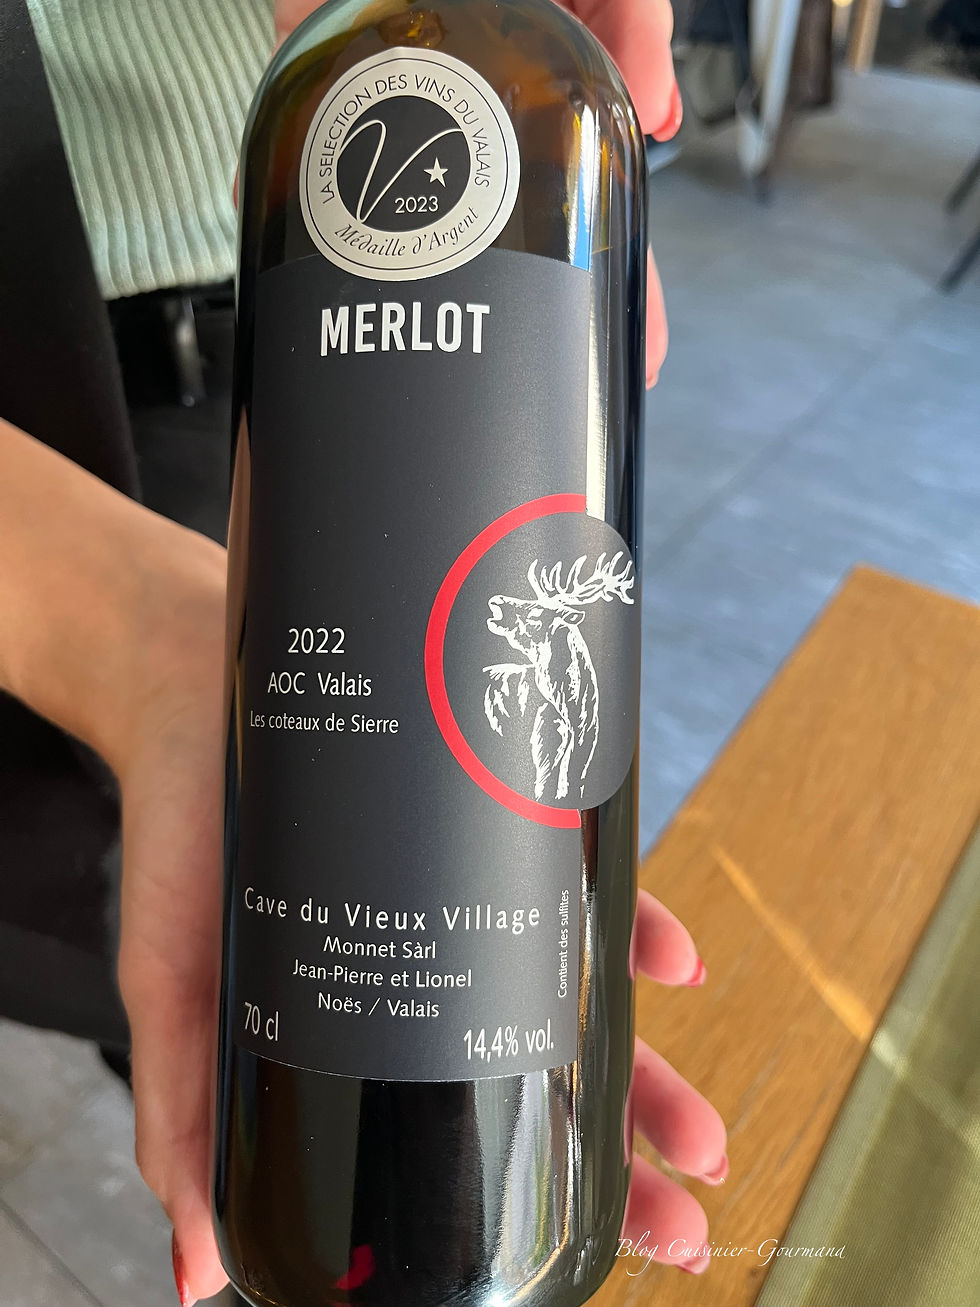 LA SELECTION DES VINS DU VALAIS
V
2023
Médaille d'Argent
MERLOT
2022
AOC Valais
Les coteaux de Sierre
Cave du Vieux Village
Monnet Sàrl
Jean-Pierre et Lionel
Noës / Valais
70 cl
14,4% vol.
Contient des sulfites
Blog Cuisinier-Gourmand